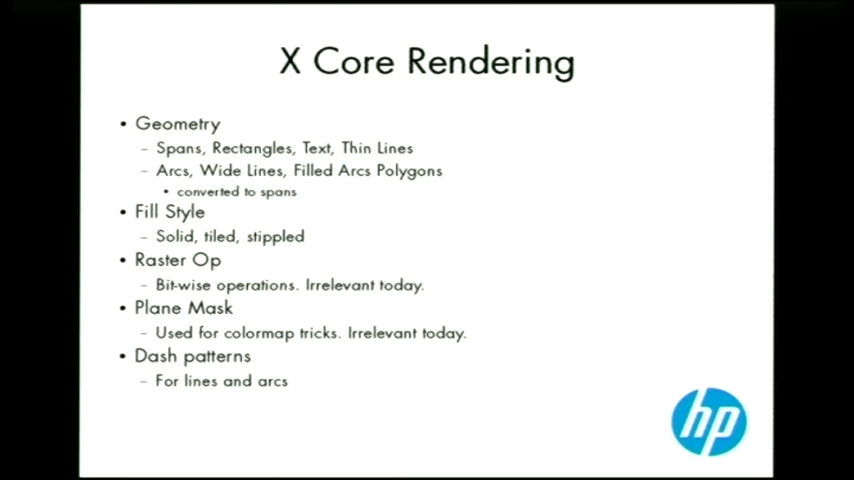 X Core Rendering
• Geometry
– Spans, Rectangles, Text, Thin Lines
– Arcs, Wide Lines, Filled Arcs Polygons
• converted to spans
• Fill Style
– Solid, tiled, stippled
• Raster Op
– Bit-wise operations. Irrelevant today.
• Plane Mask
– Used for colormap tricks. Irrelevant today.
• Dash patterns
– For lines and arcs
hp